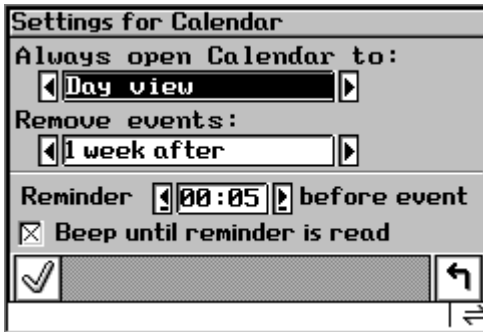 Settings for Calendar
Always open Calendar to:
Day view
Remove events:
1 week after
Reminder 00:05 before event
Beep until reminder is read